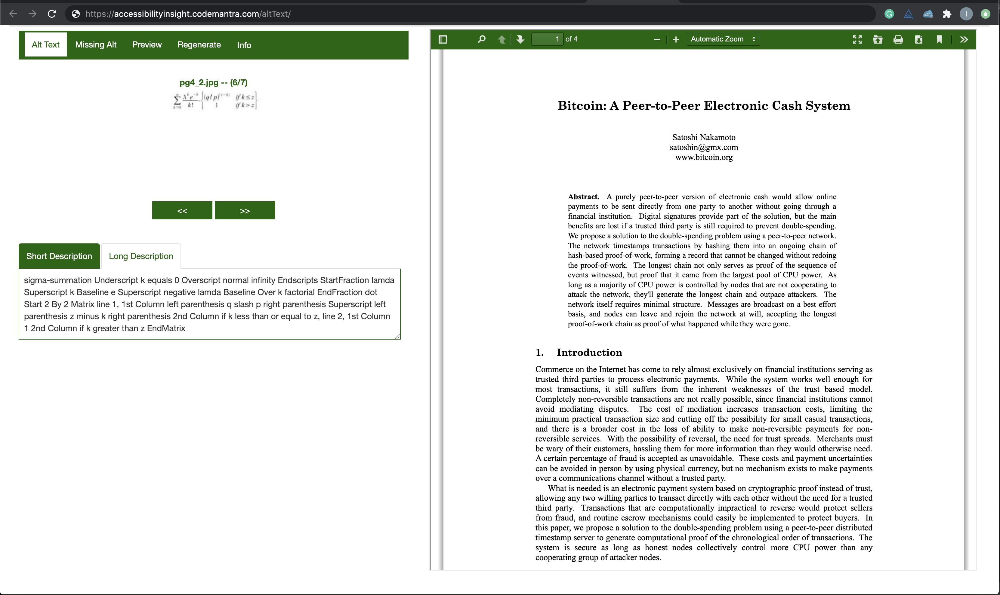 https://accessibilityinsight.codemantra.com/altText/
Alt Text Missing Alt Preview Regenerate Info
pg4_2.jpg -- (6/7)
∑ k=0 ∞ λ^k e^-λ / k! · { (q/p)^(z-k) if k ≤ z
1 if k > z }
<< >>
Short Description Long Description
sigma-summation Underscript k equals 0 Overscript normal infinity Endscripts StartFraction lamda
Superscript k Baseline e Superscript negative lamda Baseline Over k factorial EndFraction dot
Start 2 By 2 Matrix line 1, 1st Column left parenthesis q slash p right parenthesis Superscript left
parenthesis z minus k right parenthesis 2nd Column if k less than or equal to z, line 2, 1st Column
1 2nd Column if k greater than z EndMatrix
1 of 4 Automatic Zoom
Bitcoin: A Peer-to-Peer Electronic Cash System
Satoshi Nakamoto
satoshin@gmx.com
www.bitcoin.org
Abstract. A purely peer-to-peer version of electronic cash would allow online
payments to be sent directly from one party to another without going through a
financial institution. Digital signatures provide part of the solution, but the main
benefits are lost if a trusted third party is still required to prevent double-spending.
We propose a solution to the double-spending problem using a peer-to-peer network.
The network timestamps transactions by hashing them into an ongoing chain of
hash-based proof-of-work, forming a record that cannot be changed without redoing
the proof-of-work. The longest chain not only serves as proof of the sequence of
events witnessed, but proof that it came from the largest pool of CPU power. As
long as a majority of CPU power is controlled by nodes that are not cooperating to
attack the network, they'll generate the longest chain and outpace attackers. The
network itself requires minimal structure. Messages are broadcast on a best effort
basis, and nodes can leave and rejoin the network at will, accepting the longest
proof-of-work chain as proof of what happened while they were gone.
1. Introduction
Commerce on the Internet has come to rely almost exclusively on financial institutions serving as
trusted third parties to process electronic payments. While the system works well enough for
most transactions, it still suffers from the inherent weaknesses of the trust based model.
Completely non-reversible transactions are not really possible, since financial institutions cannot
avoid mediating disputes. The cost of mediation increases transaction costs, limiting the
minimum practical transaction size and cutting off the possibility for small casual transactions,
and there is a broader cost in the loss of ability to make non-reversible payments for non-
reversible services. With the possibility of reversal, the need for trust spreads. Merchants must
be wary of their customers, hassling them for more information than they would otherwise need.
A certain percentage of fraud is accepted as unavoidable. These costs and payment uncertainties
can be avoided in person by using physical currency, but no mechanism exists to make payments
over a communications channel without a trusted party.
What is needed is an electronic payment system based on cryptographic proof instead of trust,
allowing any two willing parties to transact directly with each other without the need for a trusted
third party. Transactions that are computationally impractical to reverse would protect sellers
from fraud, and routine escrow mechanisms could easily be implemented to protect buyers. In
this paper, we propose a solution to the double-spending problem using a peer-to-peer distributed
timestamp server to generate computational proof of the chronological order of transactions. The
system is secure as long as honest nodes collectively control more CPU power than any
cooperating group of attacker nodes.